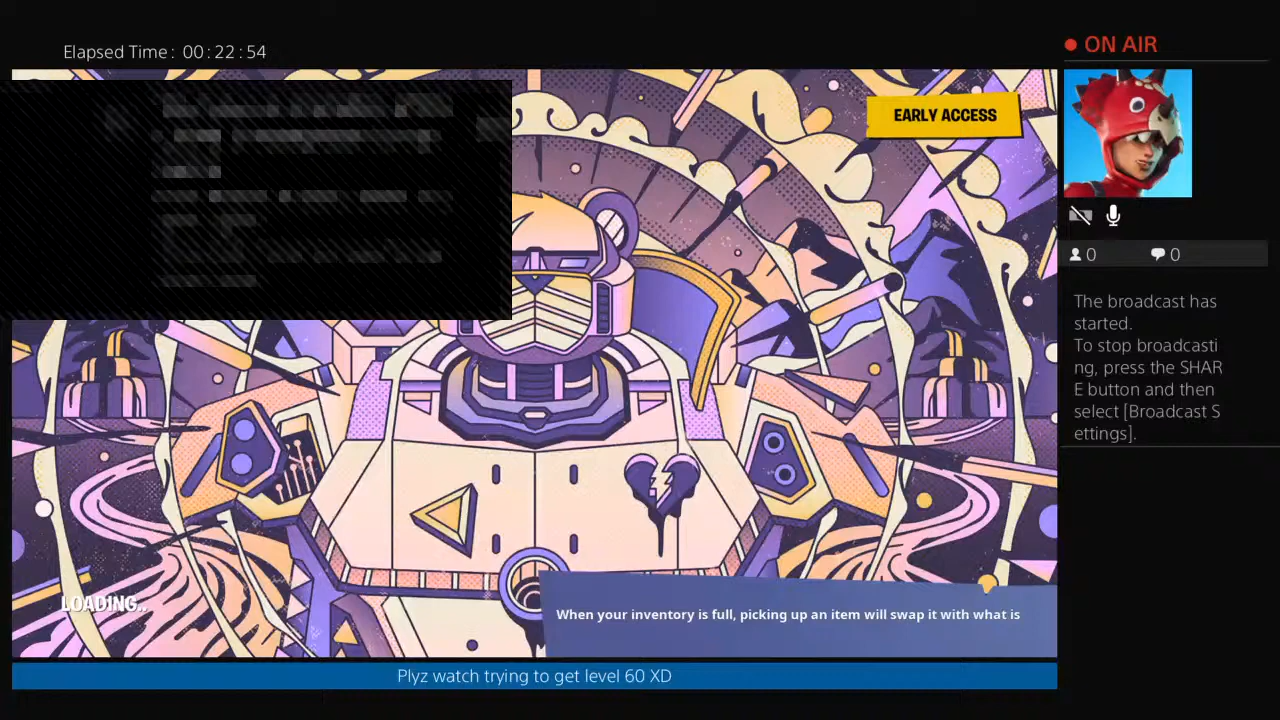 Elapsed Time: 00:22:54
ON AIR
EARLY ACCESS
0 0
The broadcast has
started.
To stop broadcasti
ng, press the SHAR
E button and then
select [Broadcast S
ettings].
LOADING..
When your inventory is full, picking up an item will swap it with what is
Plyz watch trying to get level 60 XD